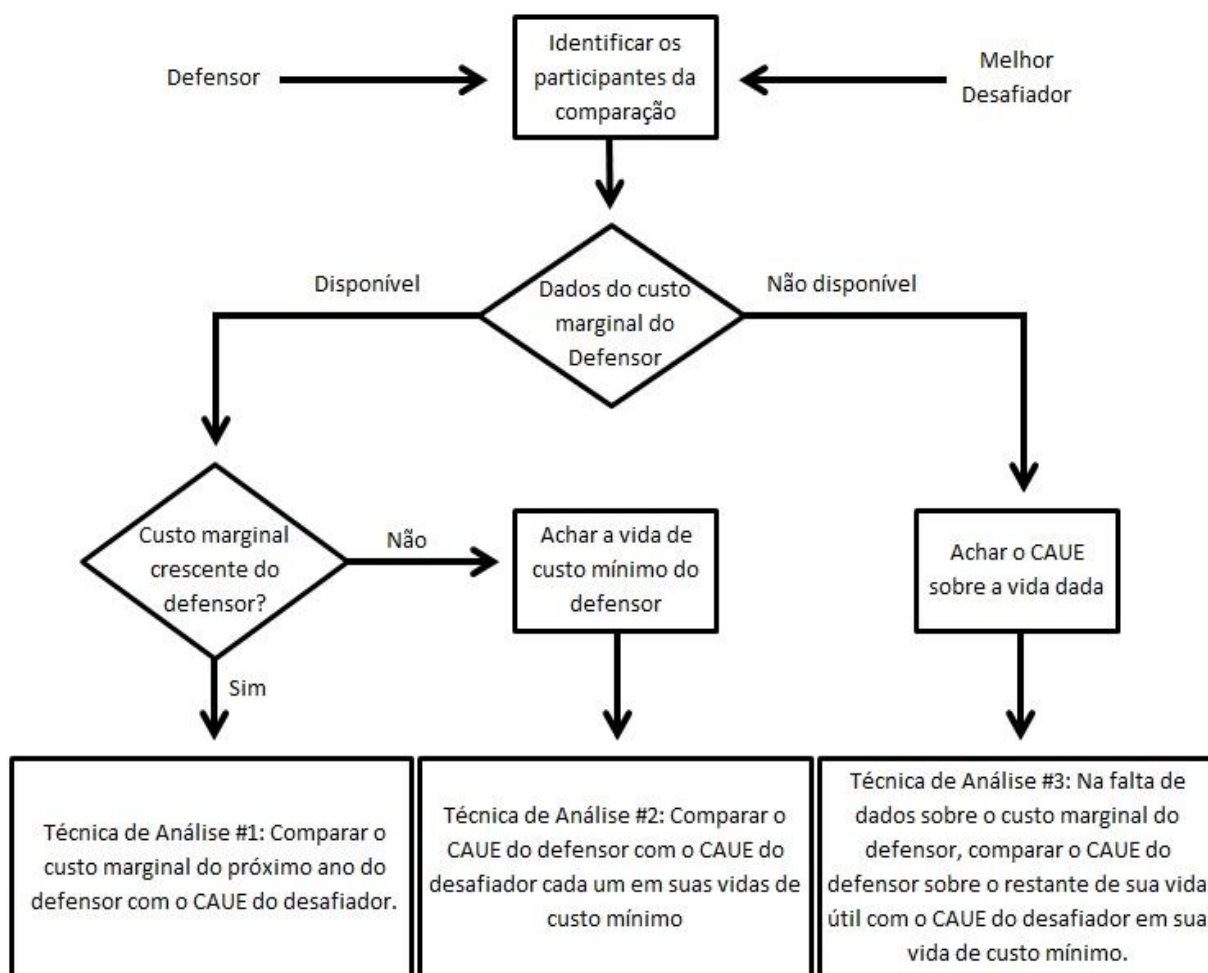 Identificar os
participantes da
comparação
Defensor
Melhor
Desafiador
Disponível
Não disponível
Dados do custo
marginal do
Defensor
Custo marginal
crescente do
defensor?
Não
Achar a vida de
custo mínimo do
defensor
Achar o CAUE
sobre a vida dada
Sim
Técnica de Análise #1: Comparar o
custo marginal do próximo ano do
defensor com o CAUE do desafiador.
Técnica de Análise #2: Comparar o
CAUE do defensor com o CAUE do
desafiador cada um em suas vidas de
custo mínimo
Técnica de Análise #3: Na falta de
dados sobre o custo marginal do
defensor, comparar o CAUE do
defensor sobre o restante de sua vida
útil com o CAUE do desafiador em sua
vida de custo mínimo.